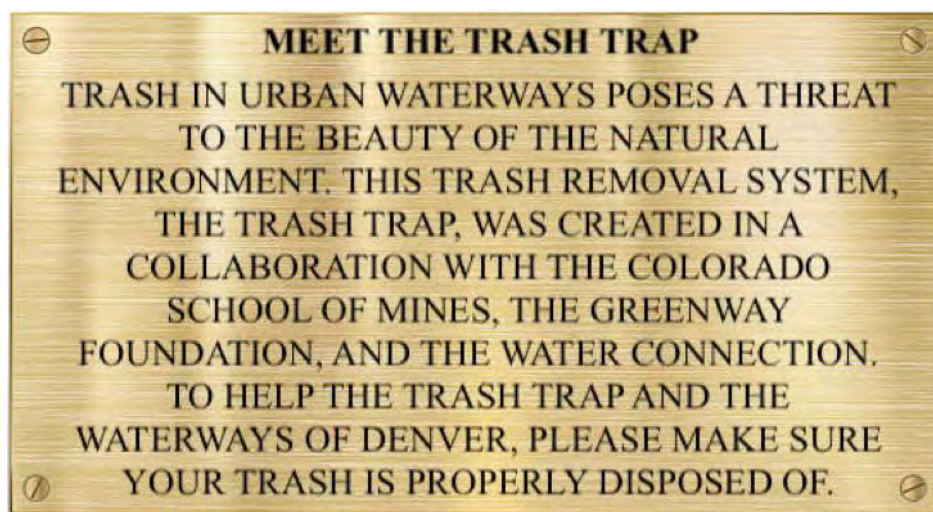 MEET THE TRASH TRAP
TRASH IN URBAN WATERWAYS POSES A THREAT
TO THE BEAUTY OF THE NATURAL
ENVIRONMENT. THIS TRASH REMOVAL SYSTEM,
THE TRASH TRAP, WAS CREATED IN A
COLLABORATION WITH THE COLORADO
SCHOOL OF MINES, THE GREENWAY
FOUNDATION, AND THE WATER CONNECTION.
TO HELP THE TRASH TRAP AND THE
WATERWAYS OF DENVER, PLEASE MAKE SURE
YOUR TRASH IS PROPERLY DISPOSED OF.